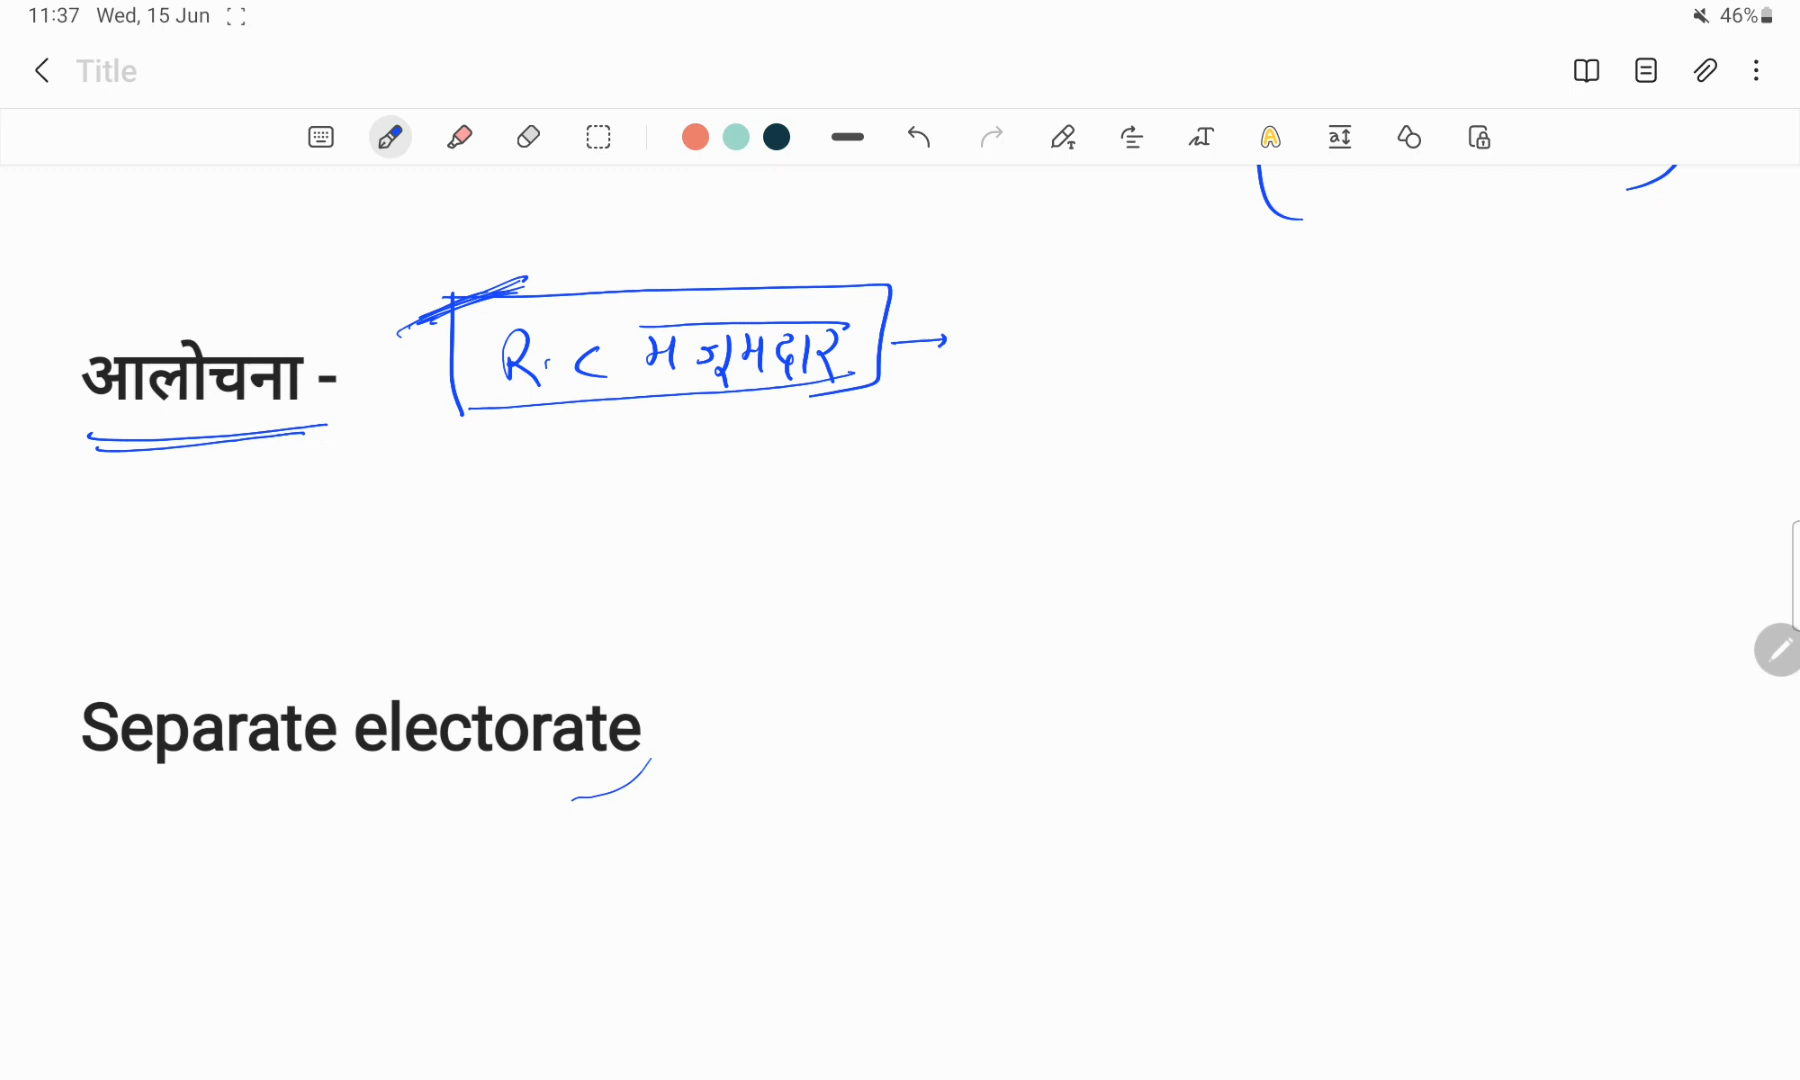 11:37 Wed, 15 Jun 46%
Title
आलोचना - R. C मजूमदार →
Separate electorate